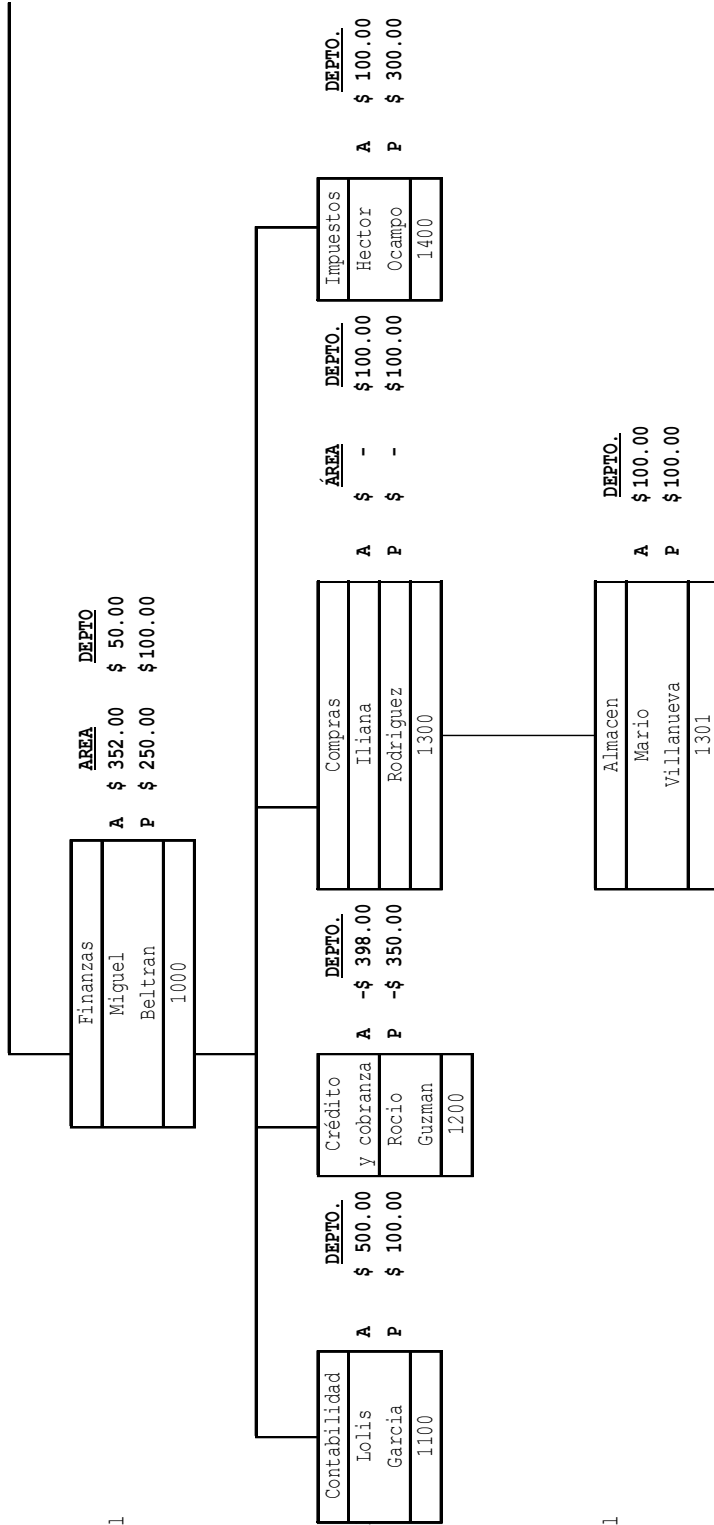 Finanzas
Miguel
Beltran
1000
AREA DEPTO
A $ 352.00 $ 50.00
P $ 250.00 $100.00
Contabilidad
Lolis
Garcia
1100
DEPTO.
A $ 500.00
P $ 100.00
Crédito
y cobranza
Rocio
Guzman
1200
DEPTO.
A -$ 398.00
P -$ 350.00
Compras
Iliana
Rodriguez
1300
ÁREA DEPTO.
A $ - $100.00
P $ - $100.00
Impuestos
Hector
Ocampo
1400
DEPTO.
A $ 100.00
P $ 300.00
Almacen
Mario
Villanueva
1301
DEPTO.
A $100.00
P $100.00